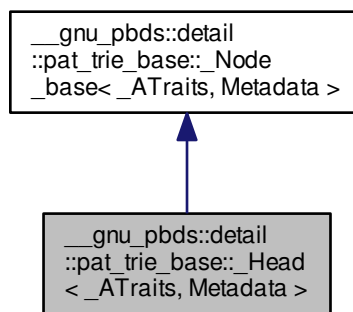 __gnu_pbds::detail
::pat_trie_base::_Node
_base< _ATraits, Metadata >
__gnu_pbds::detail
::pat_trie_base::_Head
< _ATraits, Metadata >